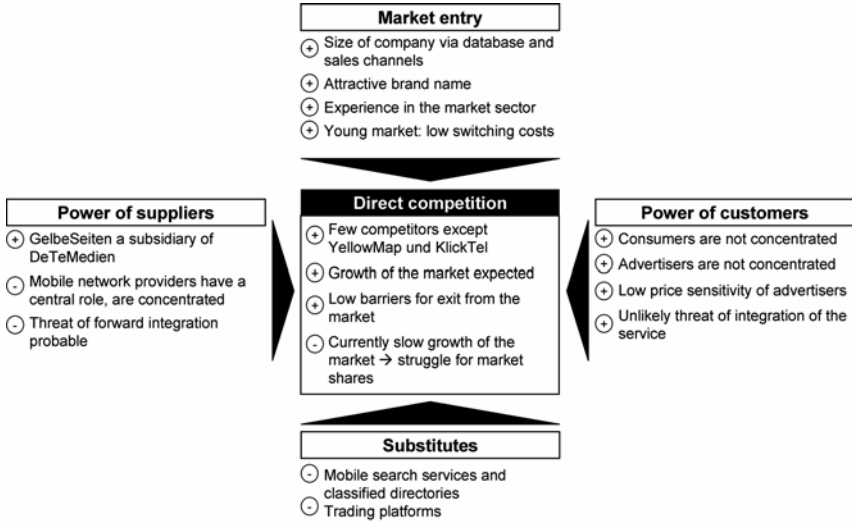 Market entry
+ Size of company via database and
sales channels
+ Attractive brand name
+ Experience in the market sector
+ Young market: low switching costs
Power of suppliers
+ GelbeSeiten a subsidiary of
DeTeMedien
- Mobile network providers have a
central role, are concentrated
- Threat of forward integration
probable
Direct competition
+ Few competitors except
YellowMap und KlickTel
+ Growth of the market expected
+ Low barriers for exit from the
market
- Currently slow growth of the
market → struggle for market
shares
Power of customers
+ Consumers are not concentrated
+ Advertisers are not concentrated
+ Low price sensitivity of advertisers
+ Unlikely threat of integration of the
service
Substitutes
- Mobile search services and
classified directories
- Trading platforms